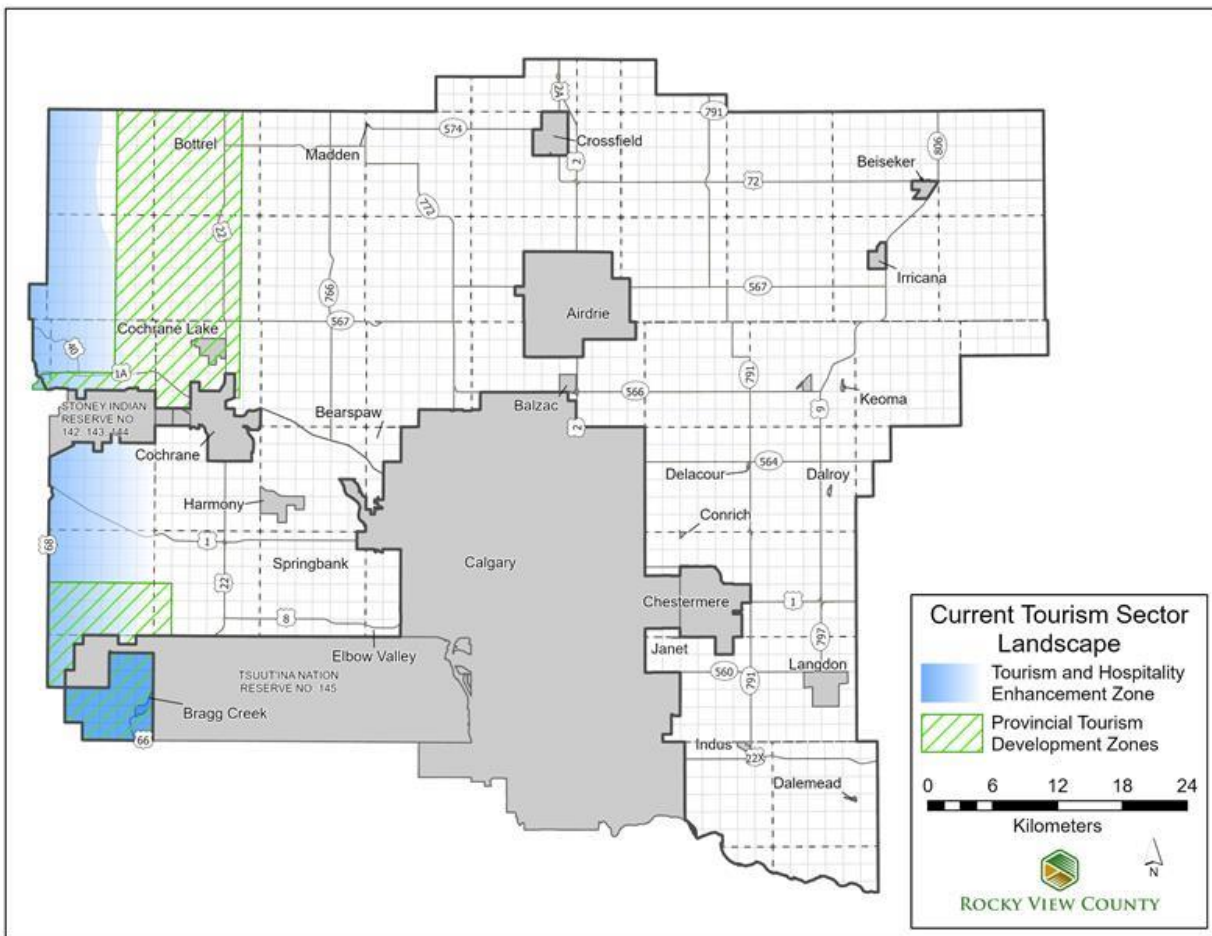 2A
791
574
Crossfield
806
Bottrel
Madden
2
Beiseker
72
772
22
Irricana
766
567
567
Airdrie
Cochrane Lake
40
1A
791
566
9
Keoma
Balzac
STONEY INDIAN
RESERVE NO.
142, 143, 144
Bearspaw
2
Cochrane
564
Delacour
Dalroy
Harmony
Conrich
68
1
Springbank
Calgary
22
Chestermere
1
8
797
Elbow Valley
Janet
Langdon
560
TSUUT'INA NATION
RESERVE NO. 145
791
Bragg Creek
66
Indus
22X
Dalemead
Current Tourism Sector
Landscape
Tourism and Hospitality
Enhancement Zone
Provincial Tourism
Development Zones
0 6 12 18 24
Kilometers
N
ROCKY VIEW COUNTY